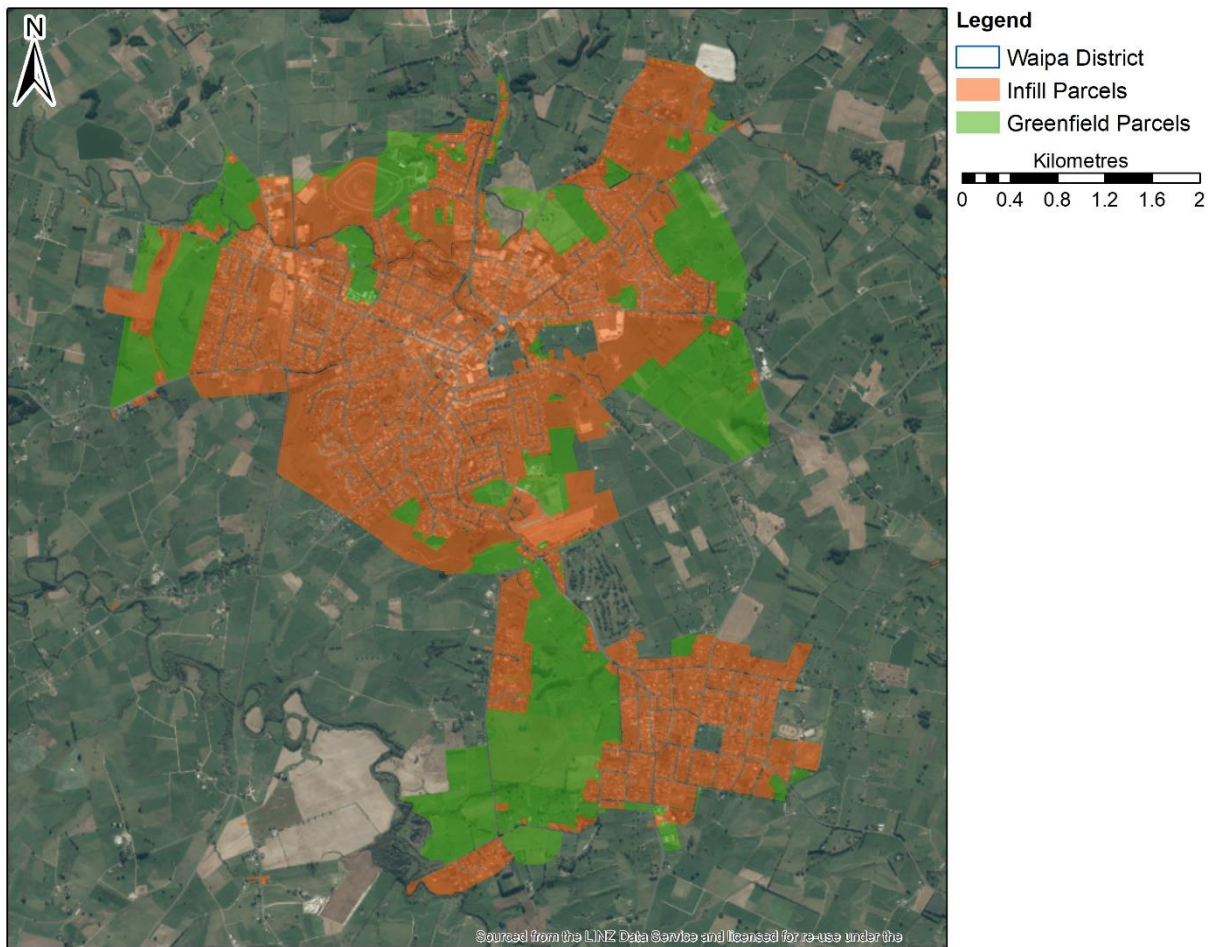 N
Legend
Waipa District
Infill Parcels
Greenfield Parcels
Kilometres
0 0.4 0.8 1.2 1.6 2
Sourced from the LINZ Data Service and licensed for re-use under the